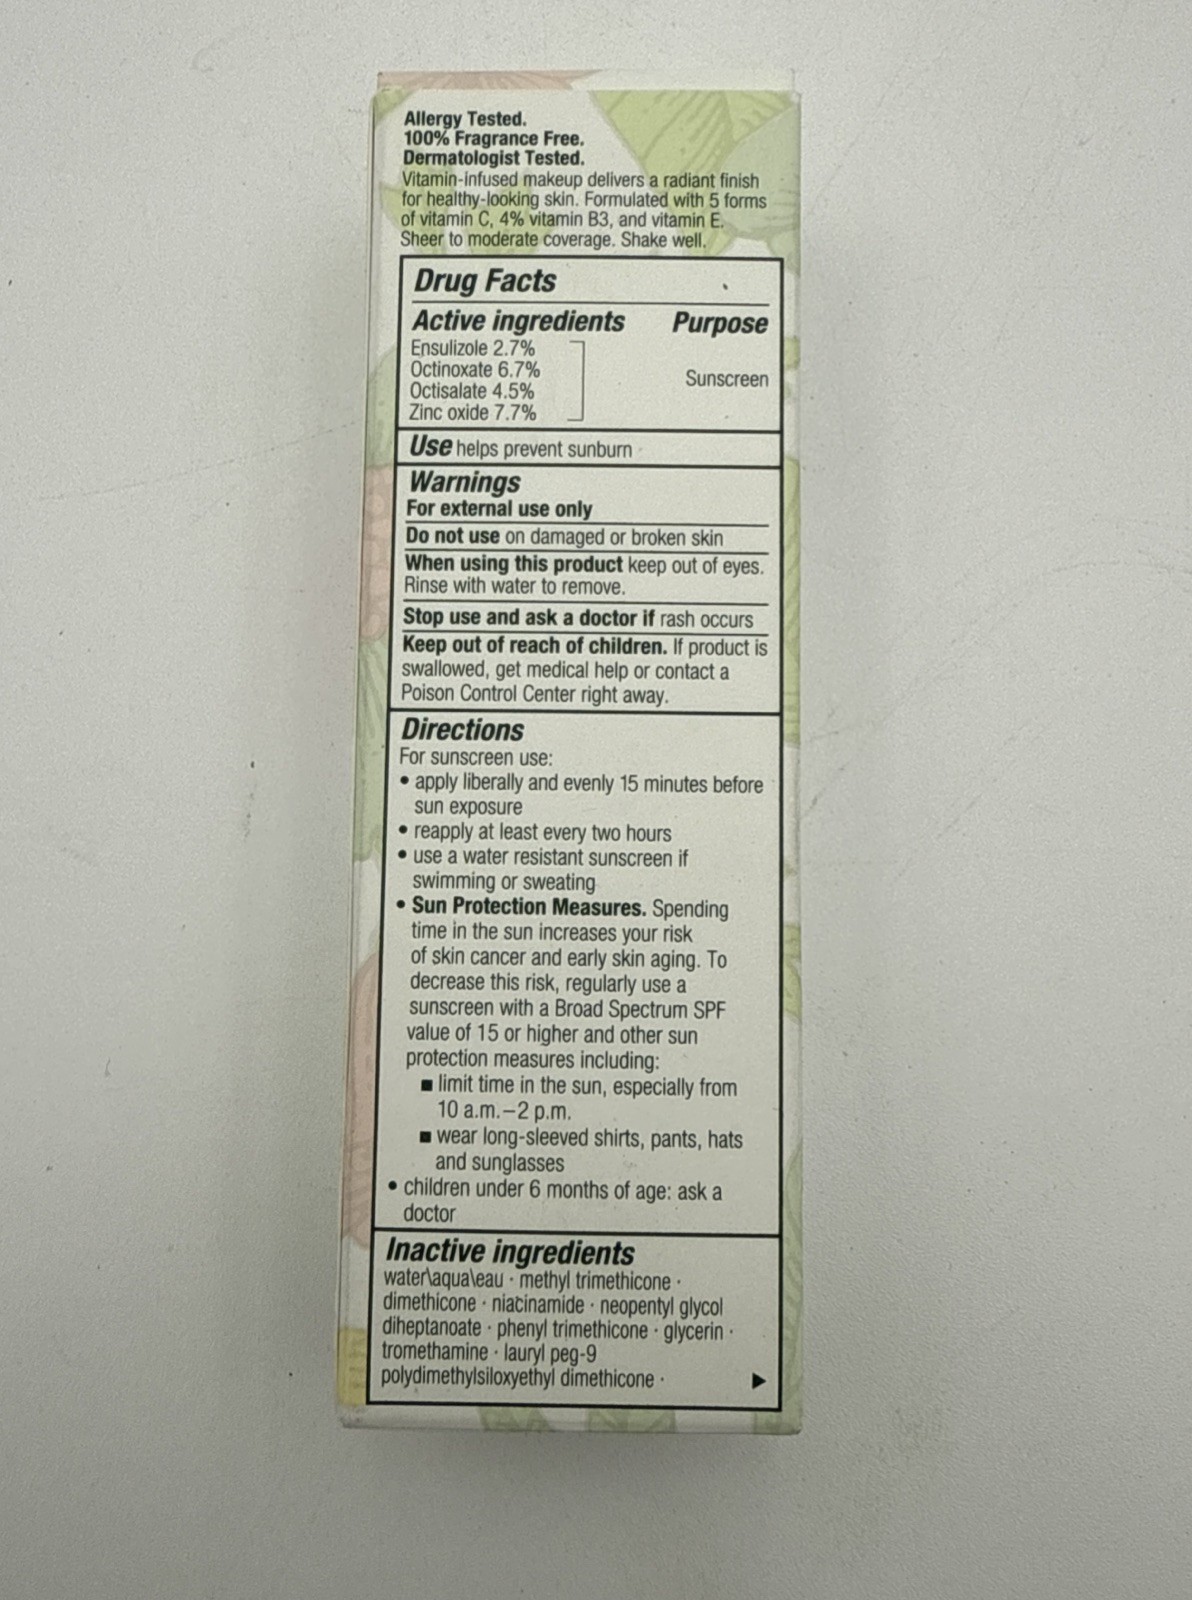 Allergy Tested.
100% Fragrance Free.
Dermatologist Tested.
Vitamin-infused makeup delivers a radiant finish
for healthy-looking skin. Formulated with 5 forms
of vitamin C, 4% vitamin B3, and vitamin E.
Sheer to moderate coverage. Shake well.
Drug Facts
Active ingredients Purpose
Ensulizole 2.7%
Octinoxate 6.7%
Sunscreen
Octisalate 4.5%
Zinc oxide 7.7%
Use helps prevent sunburn
Warnings
For external use only
Do not use on damaged or broken skin
When using this product keep out of eyes.
Rinse with water to remove.
Stop use and ask a doctor if rash occurs
Keep out of reach of children. If product is
swallowed, get medical help or contact a
Poison Control Center right away.
Directions
For sunscreen use:
• apply liberally and evenly 15 minutes before
sun exposure
• reapply at least every two hours
• use a water resistant sunscreen if
swimming or sweating
• Sun Protection Measures. Spending
time in the sun increases your risk
of skin cancer and early skin aging. To
decrease this risk, regularly use a
sunscreen with a Broad Spectrum SPF
value of 15 or higher and other sun
protection measures including:
■ limit time in the sun, especially from
10 a.m.–2 p.m.
■ wear long-sleeved shirts, pants, hats
and sunglasses
• children under 6 months of age: ask a
doctor
Inactive ingredients
water\aqua\eau · methyl trimethicone ·
dimethicone · niacinamide · neopentyl glycol
diheptanoate · phenyl trimethicone · glycerin ·
tromethamine · lauryl peg-9
polydimethylsiloxyethyl dimethicone · ▶